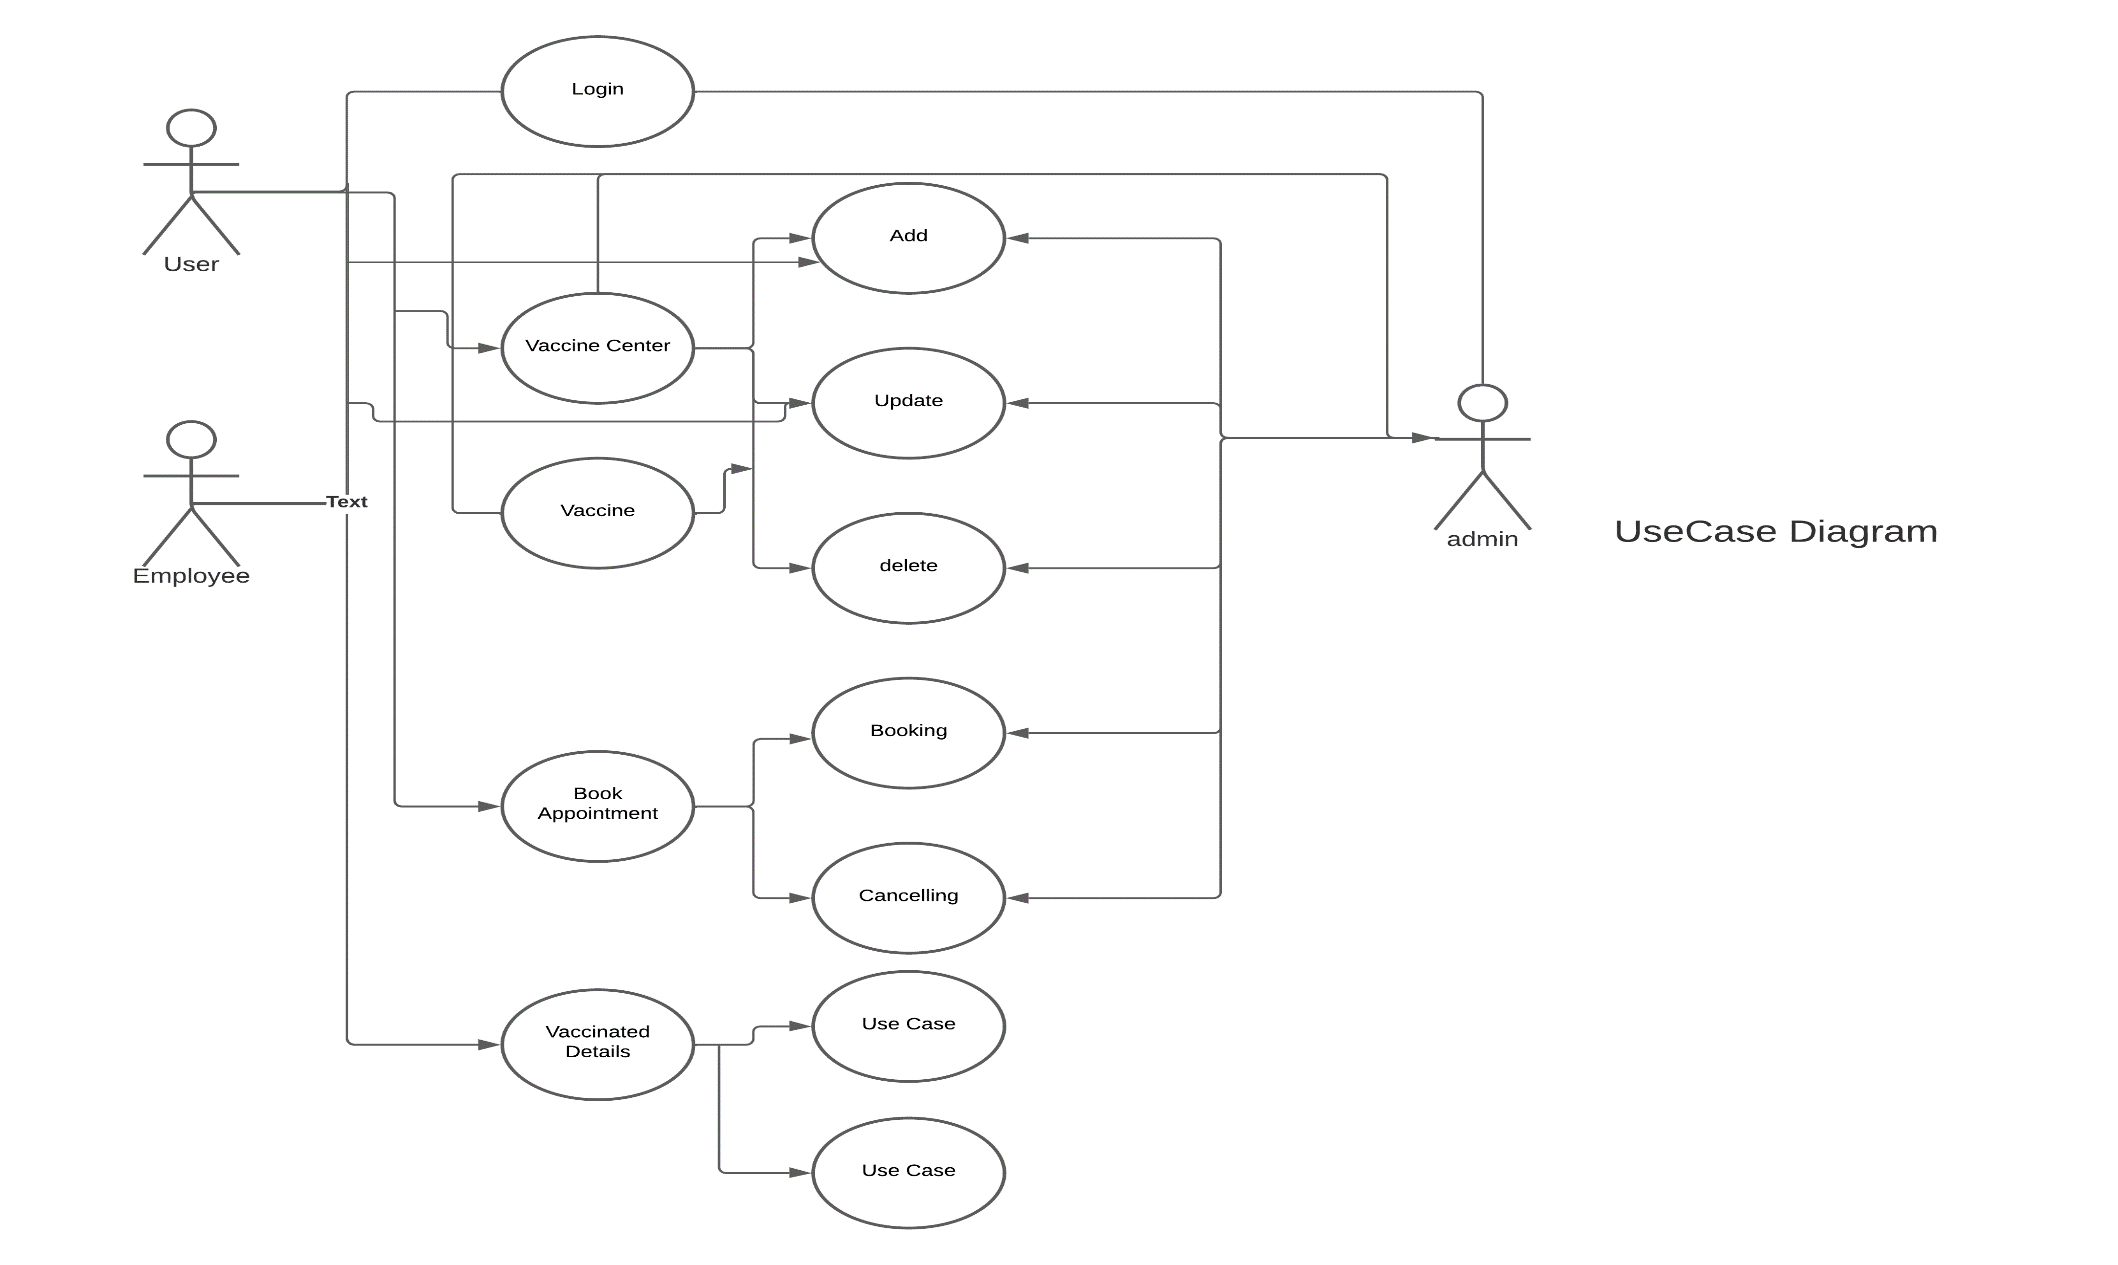 Login
User
Add
Vaccine Center
Update
Text
Vaccine
Employee
delete
admin
UseCase Diagram
Booking
Book
Appointment
Cancelling
Vaccinated
Details
Use Case
Use Case